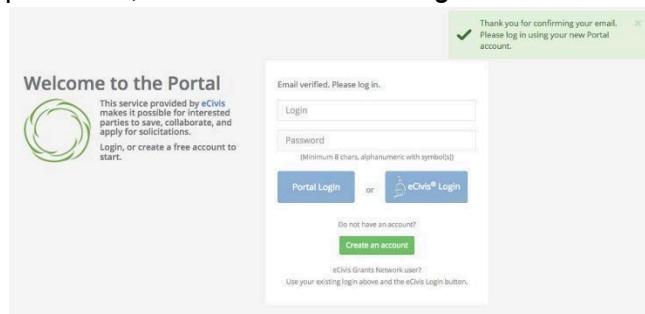 Thank you for confirming your email.
Please log in using your new Portal
account.
Welcome to the Portal
This service provided by eCivis
makes it possible for interested
parties to save, collaborate, and
apply for solicitations.
Login, or create a free account to
start.
Email verified. Please log in.
Login
Password
(Minimum 8 chars, alphanumeric with symbol(s))
Portal Login or eCivis® Login
Do not have an account?
Create an account
eCivis Grants Network user?
Use your existing login above and the eCivis Login button.